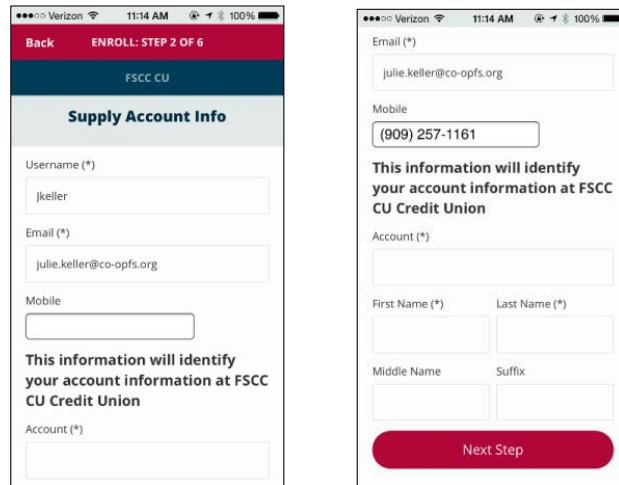 Verizon 11:14 AM 100%
Back ENROLL: STEP 2 OF 6
FSCC CU
Supply Account Info
Username (*)
Jkeller
Email (*)
julie.keller@co-opfs.org
Mobile
This information will identify
your account information at FSCC
CU Credit Union
Account (*)
Verizon 11:14 AM 100%
Email (*)
julie.keller@co-opfs.org
Mobile
(909) 257-1161
This information will identify
your account information at FSCC
CU Credit Union
Account (*)
First Name (*) Last Name (*)
Middle Name Suffix
Next Step